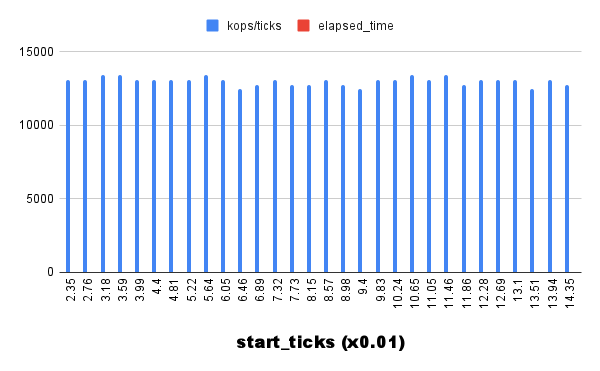 kops/ticks elapsed_time
15000
10000
5000
0
2.35 2.76 3.18 3.59 3.99 4.4 4.81 5.22 5.64 6.05 6.46 6.89 7.32 7.73 8.15 8.57 8.98 9.4 9.83 10.24 10.65 11.05 11.46 11.86 12.28 12.69 13.1 13.51 13.94 14.35
start_ticks (x0.01)